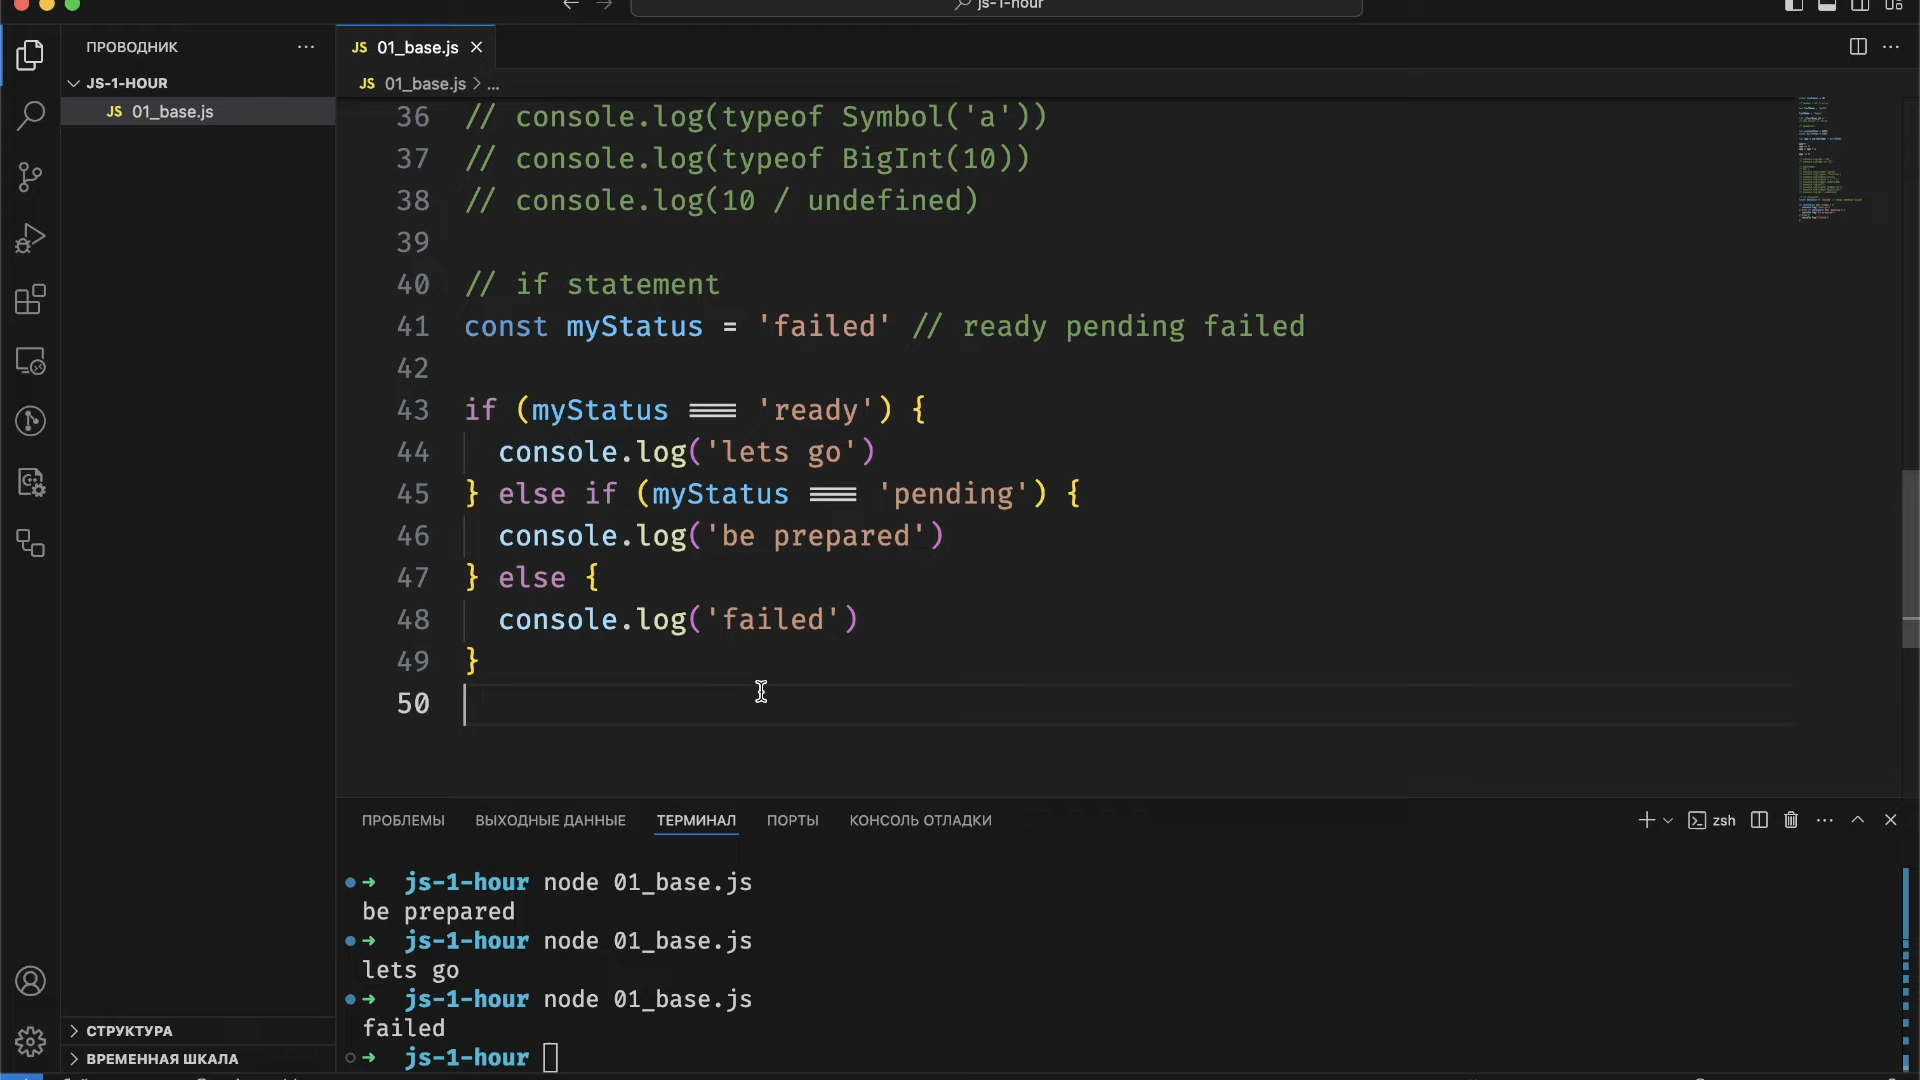 js-1-hour
ПРОВОДНИК
JS-1-HOUR
JS 01_base.js
СТРУКТУРА
ВРЕМЕННАЯ ШКАЛА
JS 01_base.js
JS 01_base.js > ...
36 // console.log(typeof Symbol('a'))
37 // console.log(typeof BigInt(10))
38 // console.log(10 / undefined)
39
40 // if statement
41 const myStatus = 'failed' // ready pending failed
42
43 if (myStatus === 'ready') {
44 console.log('lets go')
45 } else if (myStatus === 'pending') {
46 console.log('be prepared')
47 } else {
48 console.log('failed')
49 }
50
ПРОБЛЕМЫ ВЫХОДНЫЕ ДАННЫЕ ТЕРМИНАЛ ПОРТЫ КОНСОЛЬ ОТЛАДКИ zsh
➜ js-1-hour node 01_base.js
be prepared
➜ js-1-hour node 01_base.js
lets go
➜ js-1-hour node 01_base.js
failed
➜ js-1-hour